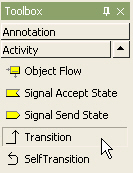 Toolbox
Annotation
Activity
Object Flow
Signal Accept State
Signal Send State
Transition
SelfTransition